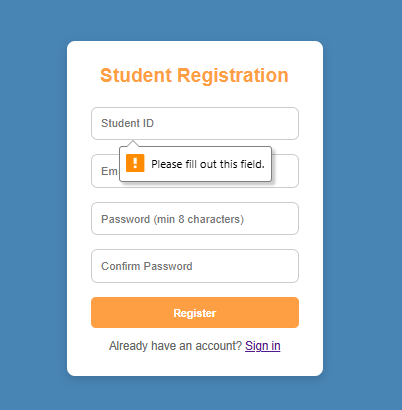 Student Registration
Student ID
Please fill out this field.
Em
Password (min 8 characters)
Confirm Password
Register
Already have an account? Sign in